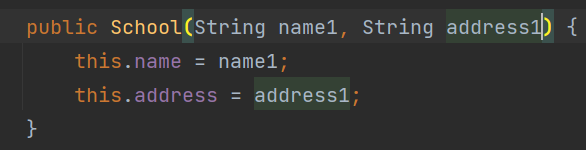 public School(String name1, String address1) {
    this.name = name1;
    this.address = address1;
}